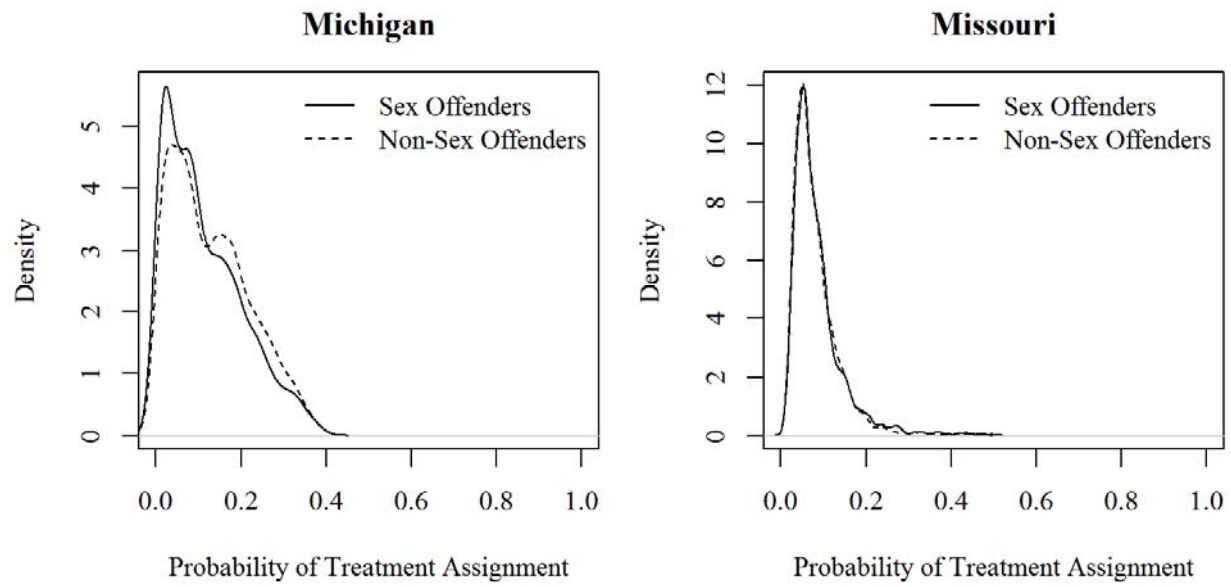 Michigan
Sex Offenders
Non-Sex Offenders
Density
0 1 2 3 4 5
0.0 0.2 0.4 0.6 0.8 1.0
Probability of Treatment Assignment
Missouri
Sex Offenders
Non-Sex Offenders
Density
0 2 4 6 8 10 12
0.0 0.2 0.4 0.6 0.8 1.0
Probability of Treatment Assignment